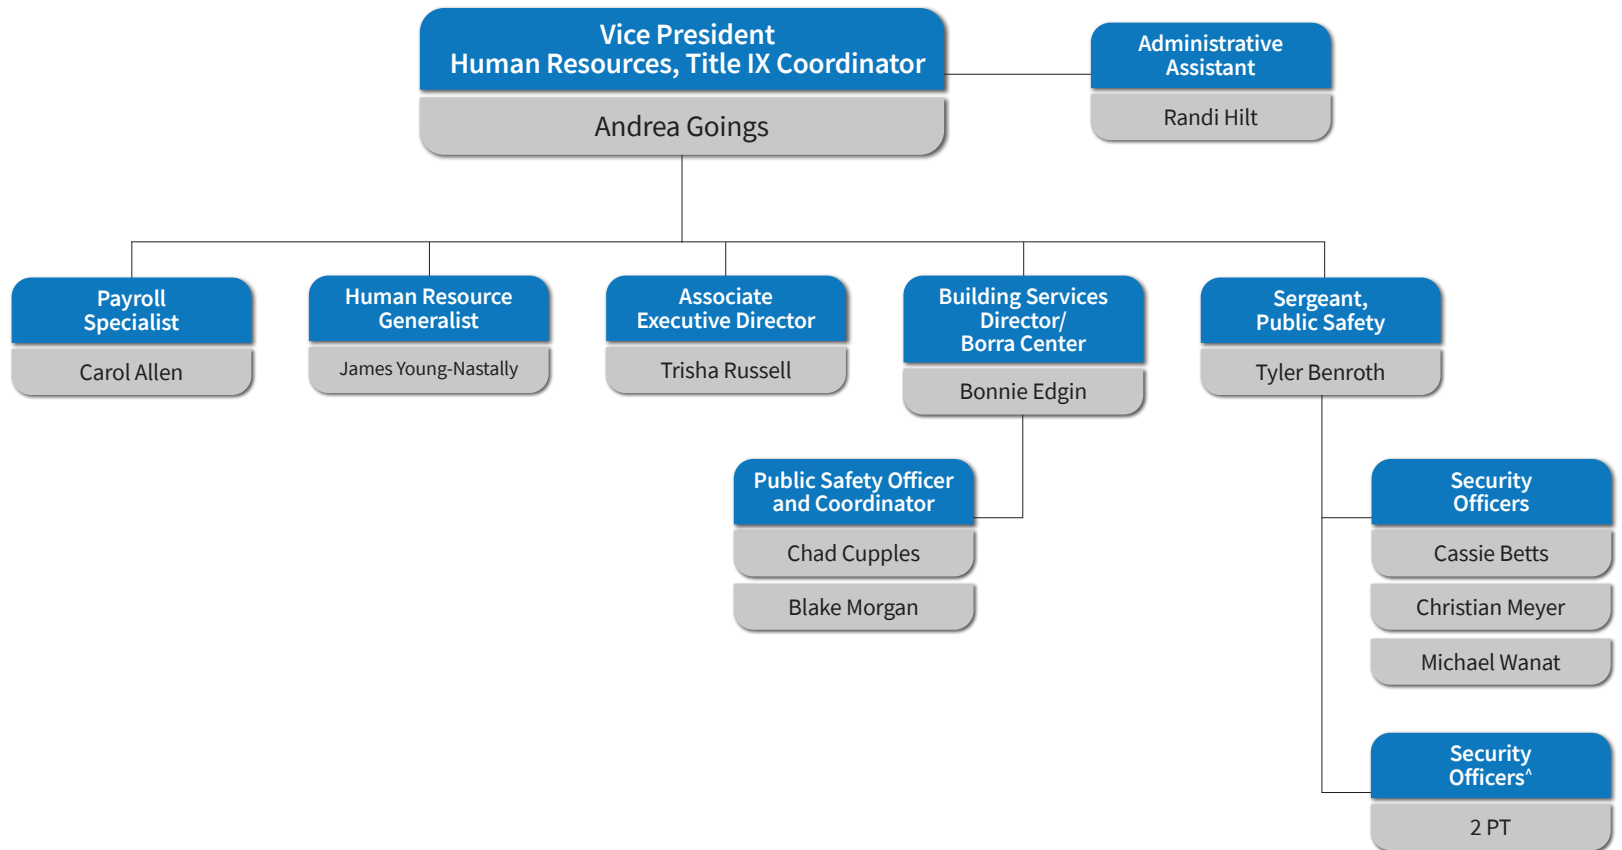 Vice President
Human Resources, Title IX Coordinator
Andrea Goings
Administrative
Assistant
Randi Hilt
Payroll
Specialist
Carol Allen
Human Resource
Generalist
James Young-Nastally
Associate
Executive Director
Trisha Russell
Building Services
Director/
Borra Center
Bonnie Edgin
Sergeant,
Public Safety
Tyler Benroth
Public Safety Officer
and Coordinator
Chad Cupples
Blake Morgan
Security
Officers
Cassie Betts
Christian Meyer
Michael Wanat
Security
Officers^
2 PT